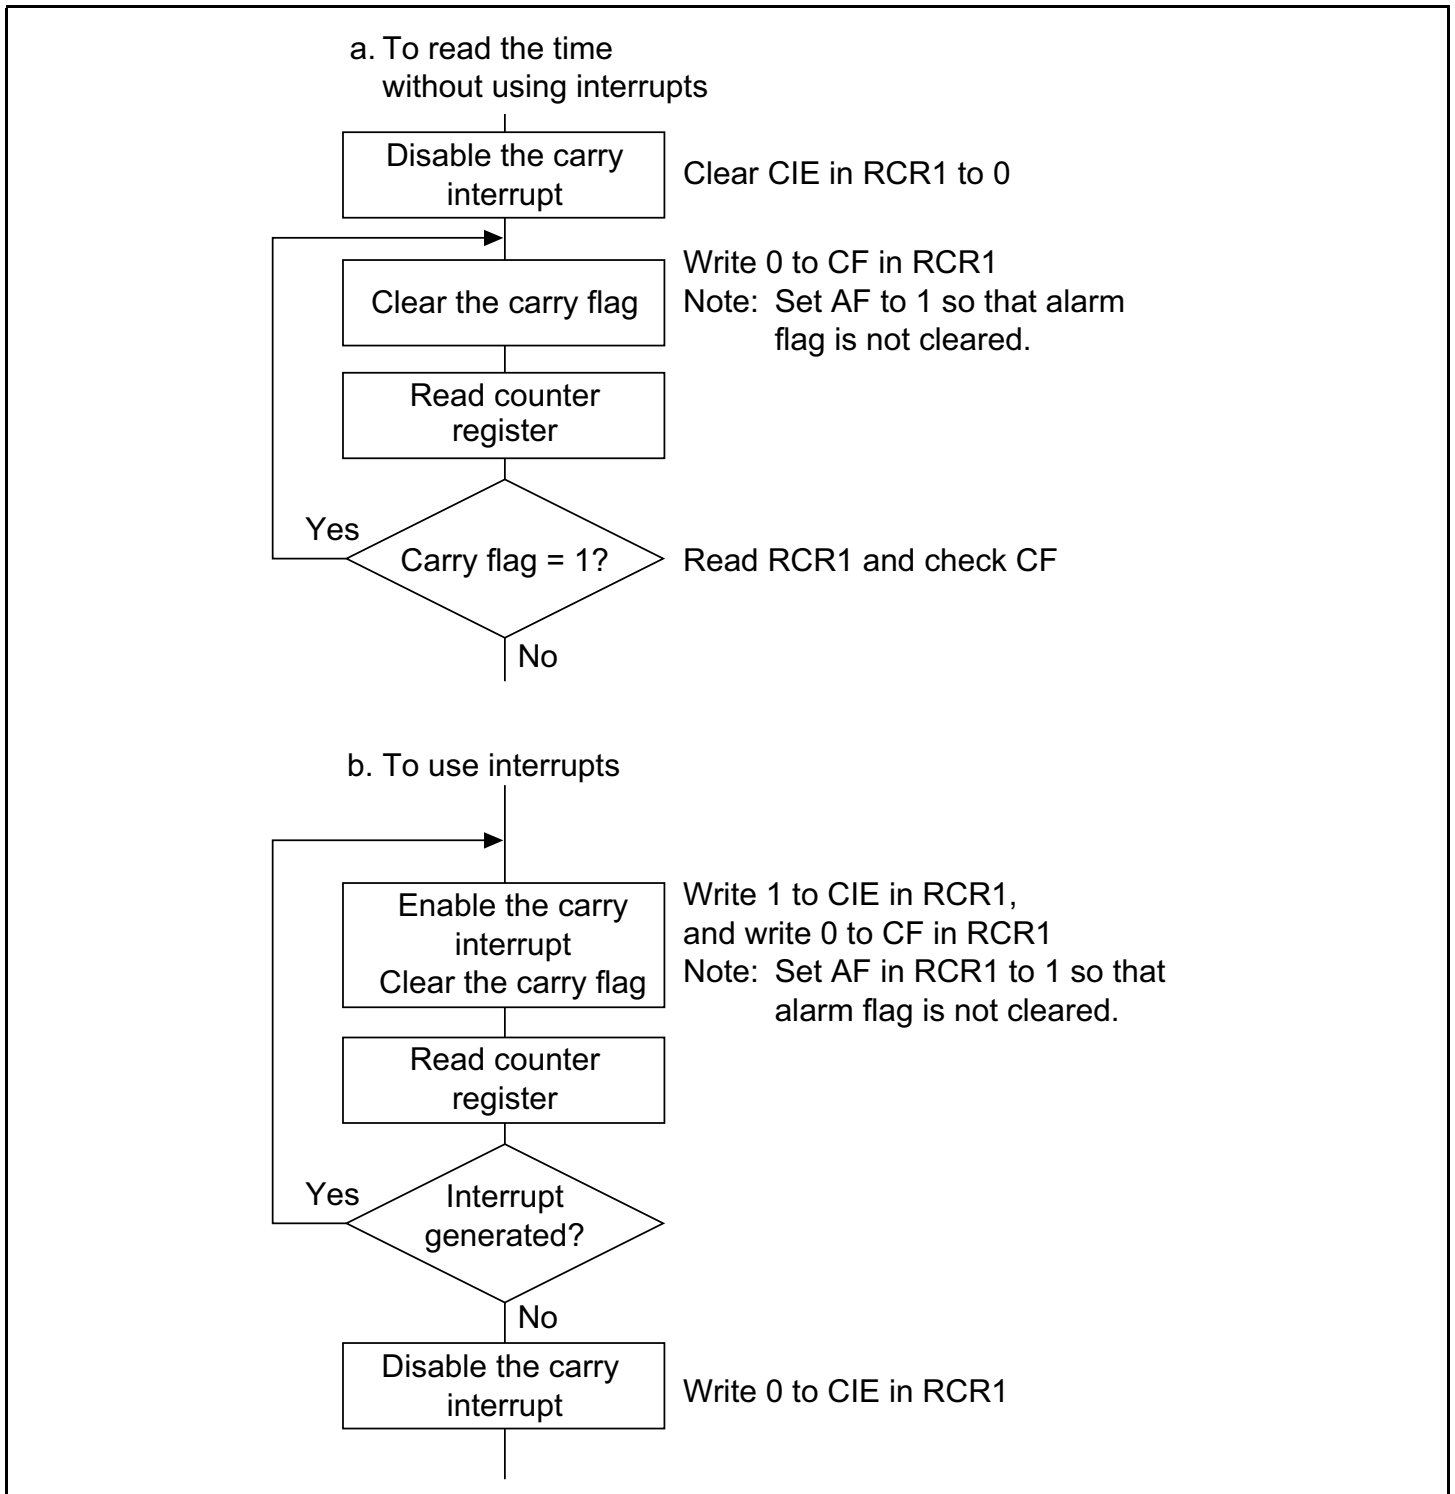 a. To read the time
without using interrupts
Disable the carry
interrupt
Clear CIE in RCR1 to 0
Clear the carry flag
Write 0 to CF in RCR1
Note: Set AF to 1 so that alarm
flag is not cleared.
Read counter
register
Yes
Carry flag = 1?
Read RCR1 and check CF
No
b. To use interrupts
Enable the carry
interrupt
Clear the carry flag
Write 1 to CIE in RCR1,
and write 0 to CF in RCR1
Note: Set AF in RCR1 to 1 so that
alarm flag is not cleared.
Read counter
register
Yes
Interrupt
generated?
No
Disable the carry
interrupt
Write 0 to CIE in RCR1